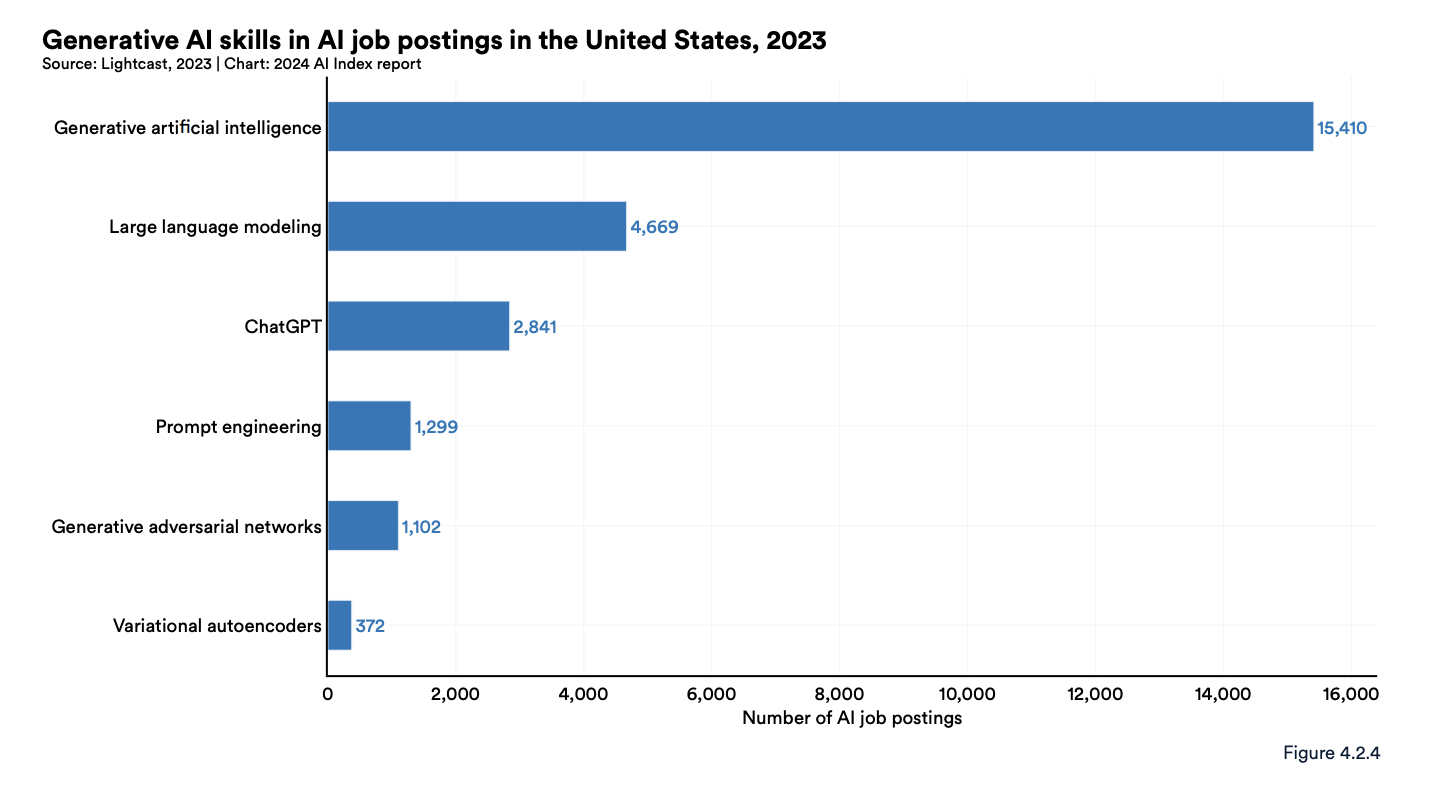 Generative AI skills in AI job postings in the United States, 2023
Source: Lightcast, 2023 | Chart: 2024 AI Index report
Generative artificial intelligence 15,410
Large language modeling 4,669
ChatGPT 2,841
Prompt engineering 1,299
Generative adversarial networks 1,102
Variational autoencoders 372
0 2,000 4,000 6,000 8,000 10,000 12,000 14,000 16,000
Number of AI job postings
Figure 4.2.4